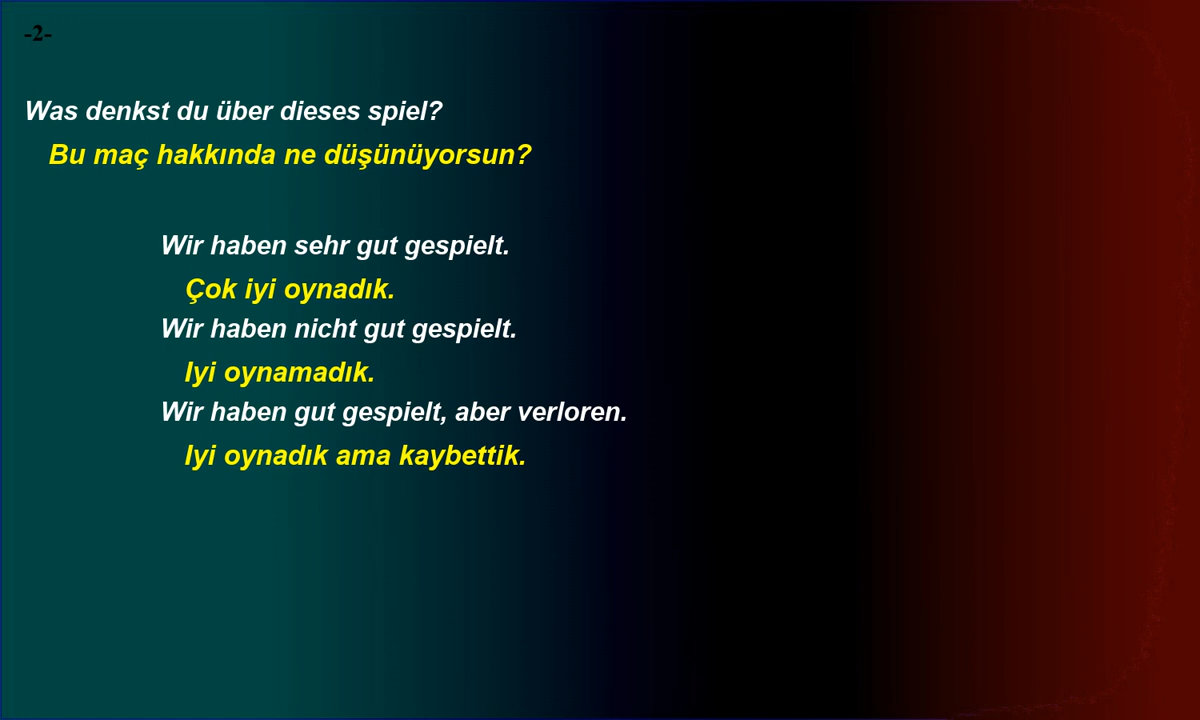 -2-
Was denkst du über dieses spiel?
Bu maç hakkında ne düşünüyorsun?
Wir haben sehr gut gespielt.
Çok iyi oynadık.
Wir haben nicht gut gespielt.
Iyi oynamadık.
Wir haben gut gespielt, aber verloren.
Iyi oynadık ama kaybettik.